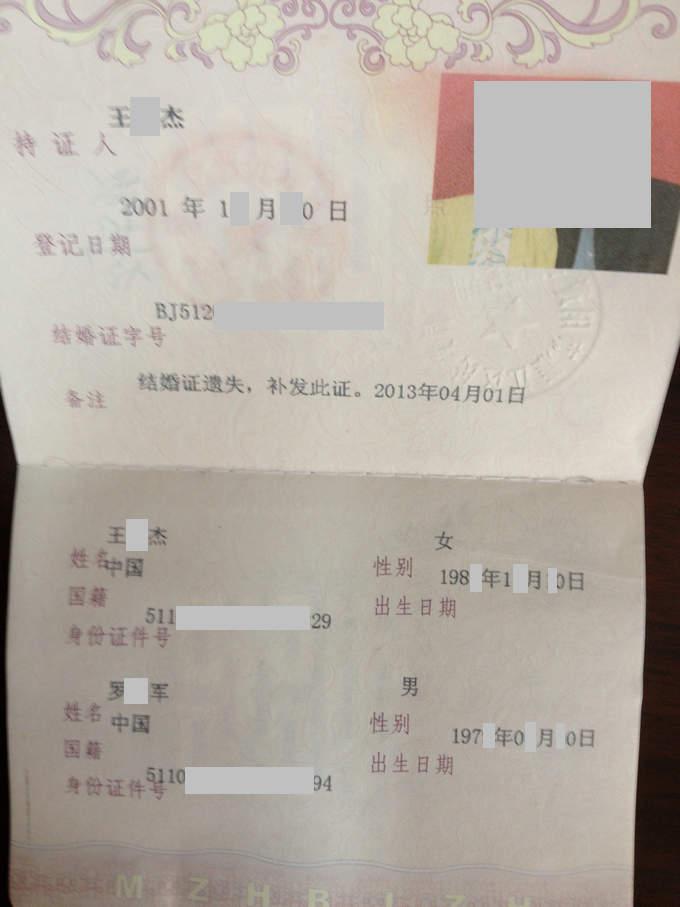 王 杰
持证人
2001 年 1 月 0 日
登记日期
BJ512
结婚证字号
结婚证遗失，补发此证。2013年04月01日
备注
王 杰 女
姓名 性别
中国 198 年1 月 0日
国籍 出生日期
511 29
身份证件号
罗 军 男
姓名 性别
中国 197 年0 月 0日
国籍 出生日期
5110 94
身份证件号
M Z H B J Z H